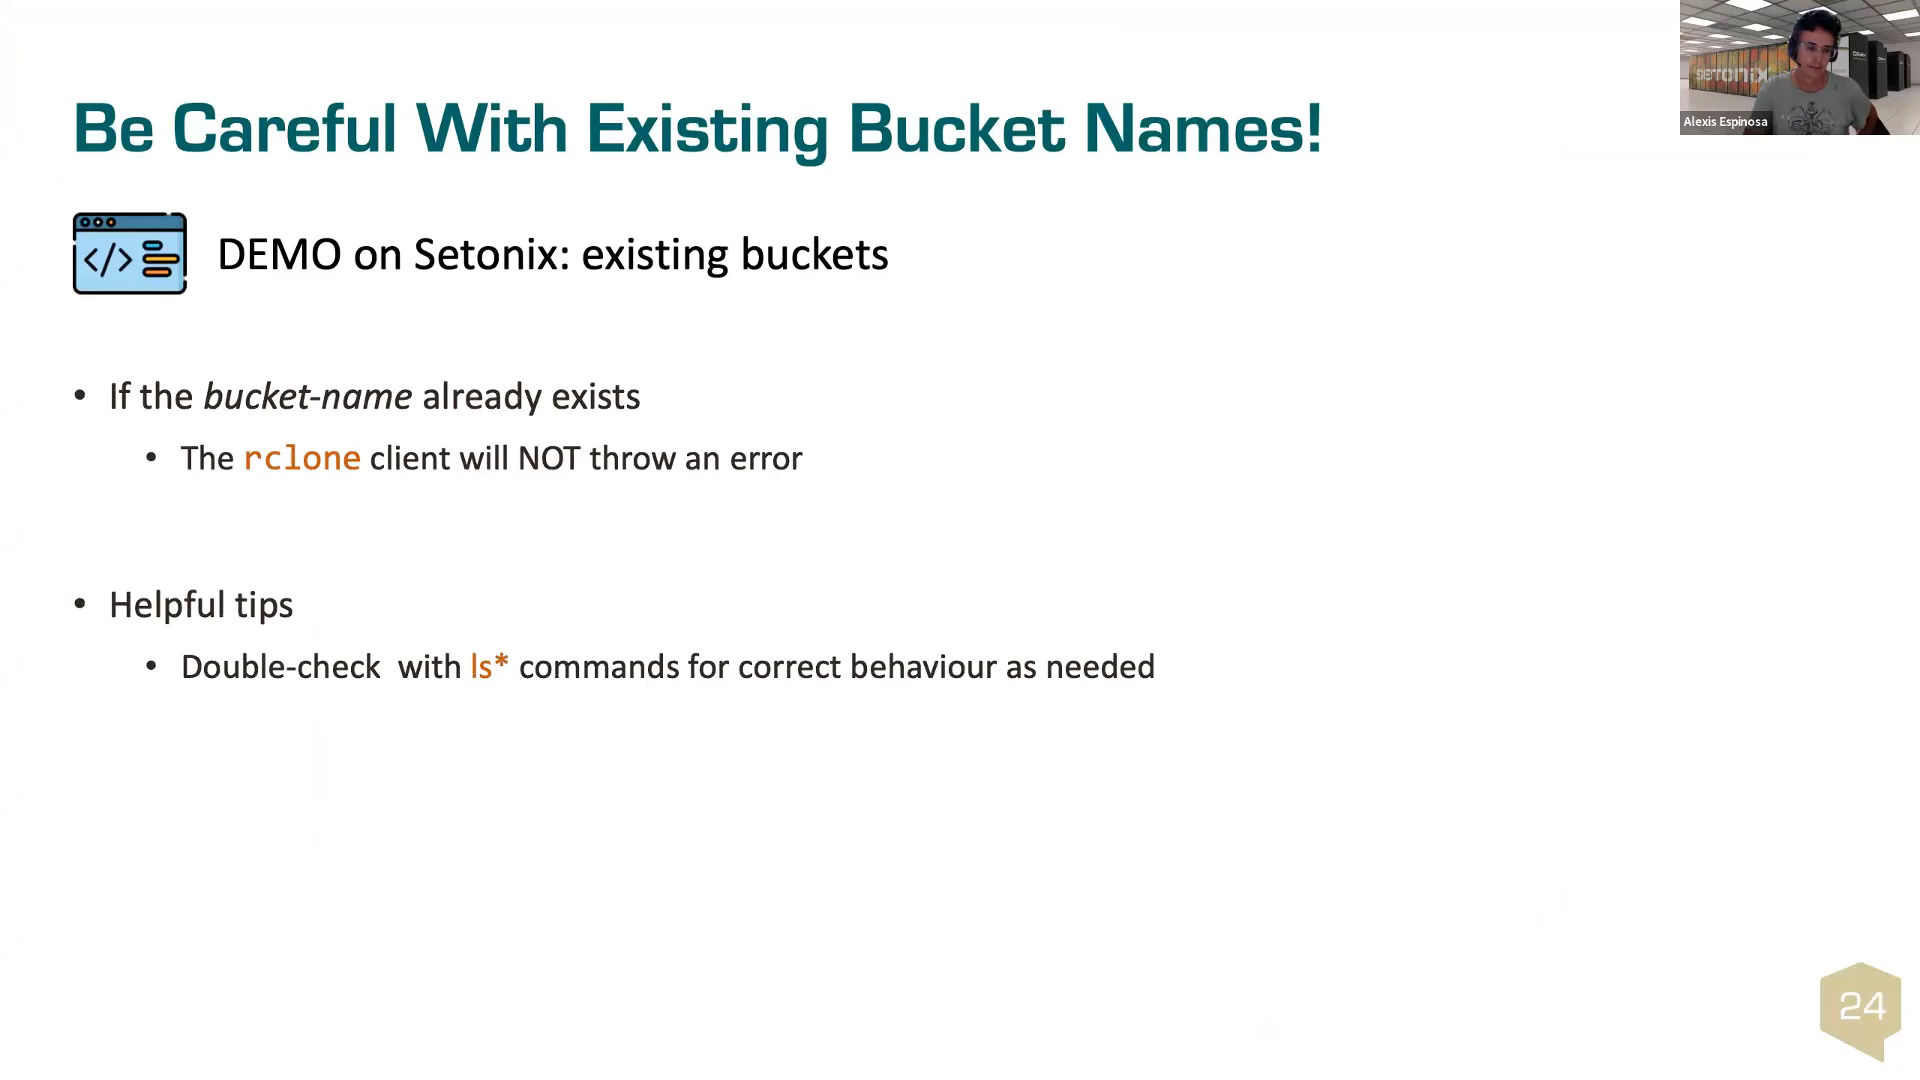 Be Careful With Existing Bucket Names!
setonix
Alexis Espinosa
</> DEMO on Setonix: existing buckets
• If the bucket-name already exists
• The rclone client will NOT throw an error
• Helpful tips
• Double-check  with ls* commands for correct behaviour as needed
24